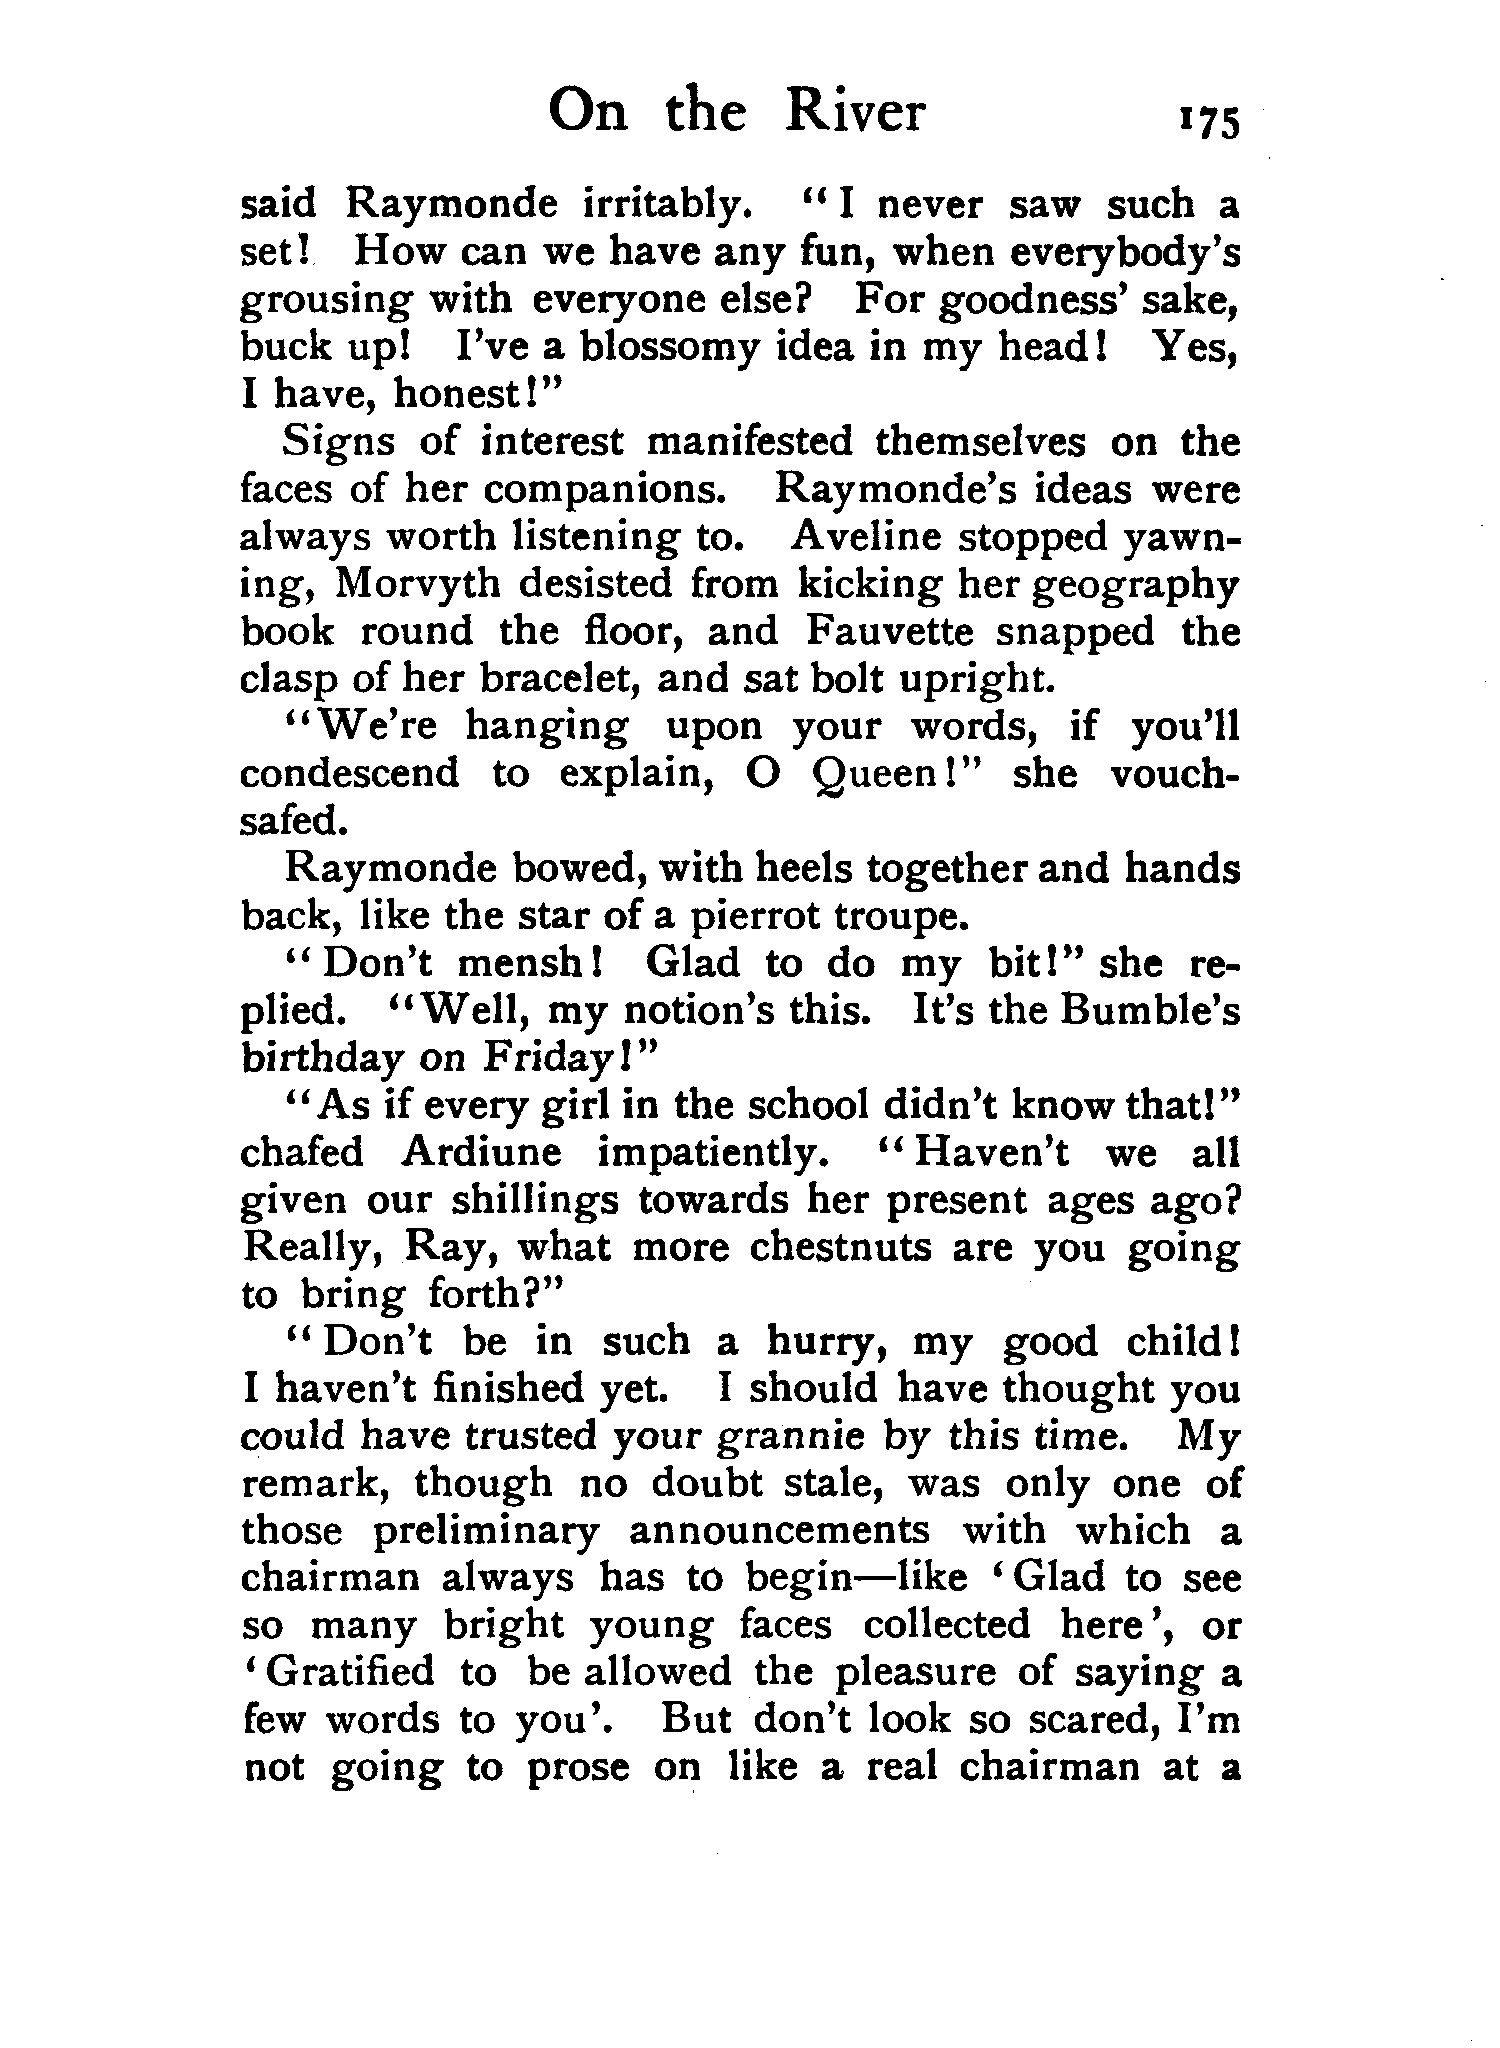 On the River 175
said Raymonde irritably. "I never saw such a
set! How can we have any fun, when everybody's
grousing with everyone else? For goodness' sake,
buck up! I've a blossomy idea in my head! Yes,
I have, honest!"
Signs of interest manifested themselves on the
faces of her companions. Raymonde's ideas were
always worth listening to. Aveline stopped yawn-
ing, Morvyth desisted from kicking her geography
book round the floor, and Fauvette snapped the
clasp of her bracelet, and sat bolt upright.
"We're hanging upon your words, if you'll
condescend to explain, O Queen!" she vouch-
safed.
Raymonde bowed, with heels together and hands
back, like the star of a pierrot troupe.
"Don't mensh! Glad to do my bit!" she re-
plied. "Well, my notion's this. It's the Bumble's
birthday on Friday!"
"As if every girl in the school didn't know that!"
chafed Ardiune impatiently. "Haven't we all
given our shillings towards her present ages ago?
Really, Ray, what more chestnuts are you going
to bring forth?"
"Don't be in such a hurry, my good child!
I haven't finished yet. I should have thought you
could have trusted your grannie by this time. My
remark, though no doubt stale, was only one of
those preliminary announcements with which a
chairman always has to begin—like 'Glad to see
so many bright young faces collected here', or
'Gratified to be allowed the pleasure of saying a
few words to you'. But don't look so scared, I'm
not going to prose on like a real chairman at a